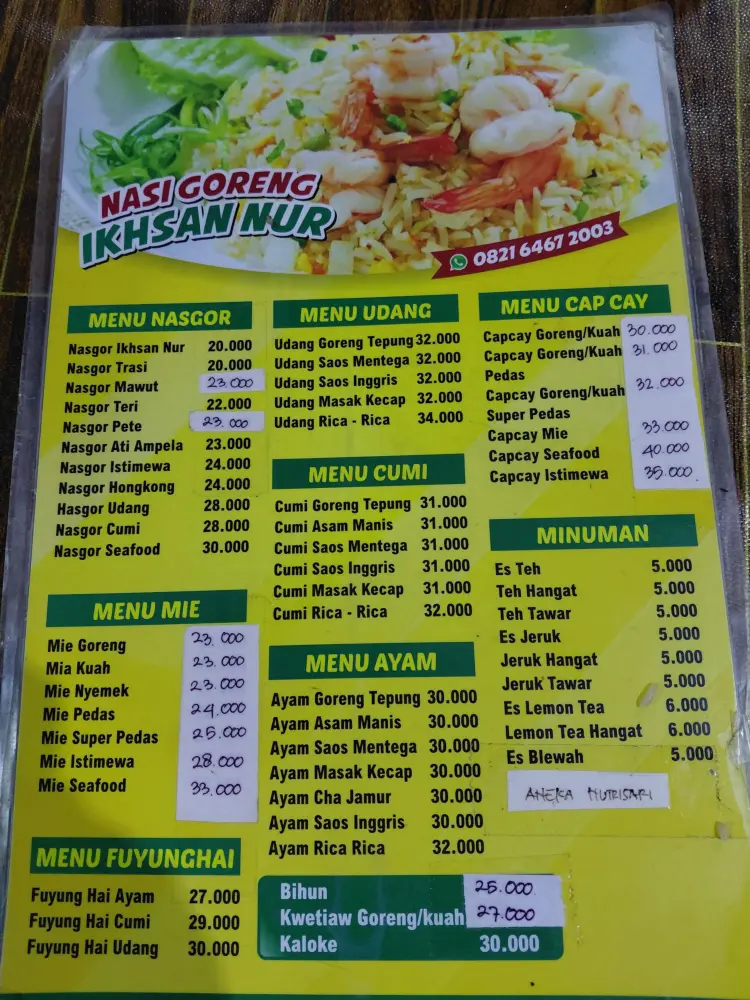 NASI GORENG
IKHSAN NUR
0821 6467 2003
MENU NASGOR
Nasgor Ikhsan Nur 20.000
Nasgor Trasi 20.000
Nasgor Mawut 23.000
Nasgor Teri 22.000
Nasgor Pete 23.000
Nasgor Ati Ampela 23.000
Nasgor Istimewa 24.000
Nasgor Hongkong 24.000
Hasgor Udang 28.000
Nasgor Cumi 28.000
Nasgor Seafood 30.000
MENU MIE
Mie Goreng 23.000
Mia Kuah 23.000
Mie Nyemek 23.000
Mie Pedas 24.000
Mie Super Pedas 25.000
Mie Istimewa 28.000
Mie Seafood 33.000
MENU FUYUNGHAI
Fuyung Hai Ayam 27.000
Fuyung Hai Cumi 29.000
Fuyung Hai Udang 30.000
MENU UDANG
Udang Goreng Tepung 32.000
Udang Saos Mentega 32.000
Udang Saos Inggris 32.000
Udang Masak Kecap 32.000
Udang Rica - Rica 34.000
MENU CUMI
Cumi Goreng Tepung 31.000
Cumi Asam Manis 31.000
Cumi Saos Mentega 31.000
Cumi Saos Inggris 31.000
Cumi Masak Kecap 31.000
Cumi Rica - Rica 32.000
MENU AYAM
Ayam Goreng Tepung 30.000
Ayam Asam Manis 30.000
Ayam Saos Mentega 30.000
Ayam Masak Kecap 30.000
Ayam Cha Jamur 30.000
Ayam Saos Inggris 30.000
Ayam Rica Rica 32.000
Bihun 25.000
Kwetiaw Goreng/kuah 27.000
Kaloke 30.000
MENU CAP CAY
Capcay Goreng/Kuah 30.000
Capcay Goreng/Kuah 31.000
Pedas
Capcay Goreng/kuah 32.000
Super Pedas
Capcay Mie 33.000
Capcay Seafood 40.000
Capcay Istimewa 35.000
MINUMAN
Es Teh 5.000
Teh Hangat 5.000
Teh Tawar 5.000
Es Jeruk 5.000
Jeruk Hangat 5.000
Jeruk Tawar 5.000
Es Lemon Tea 6.000
Lemon Tea Hangat 6.000
Es Blewah 5.000
ANEKA NUTRISARI